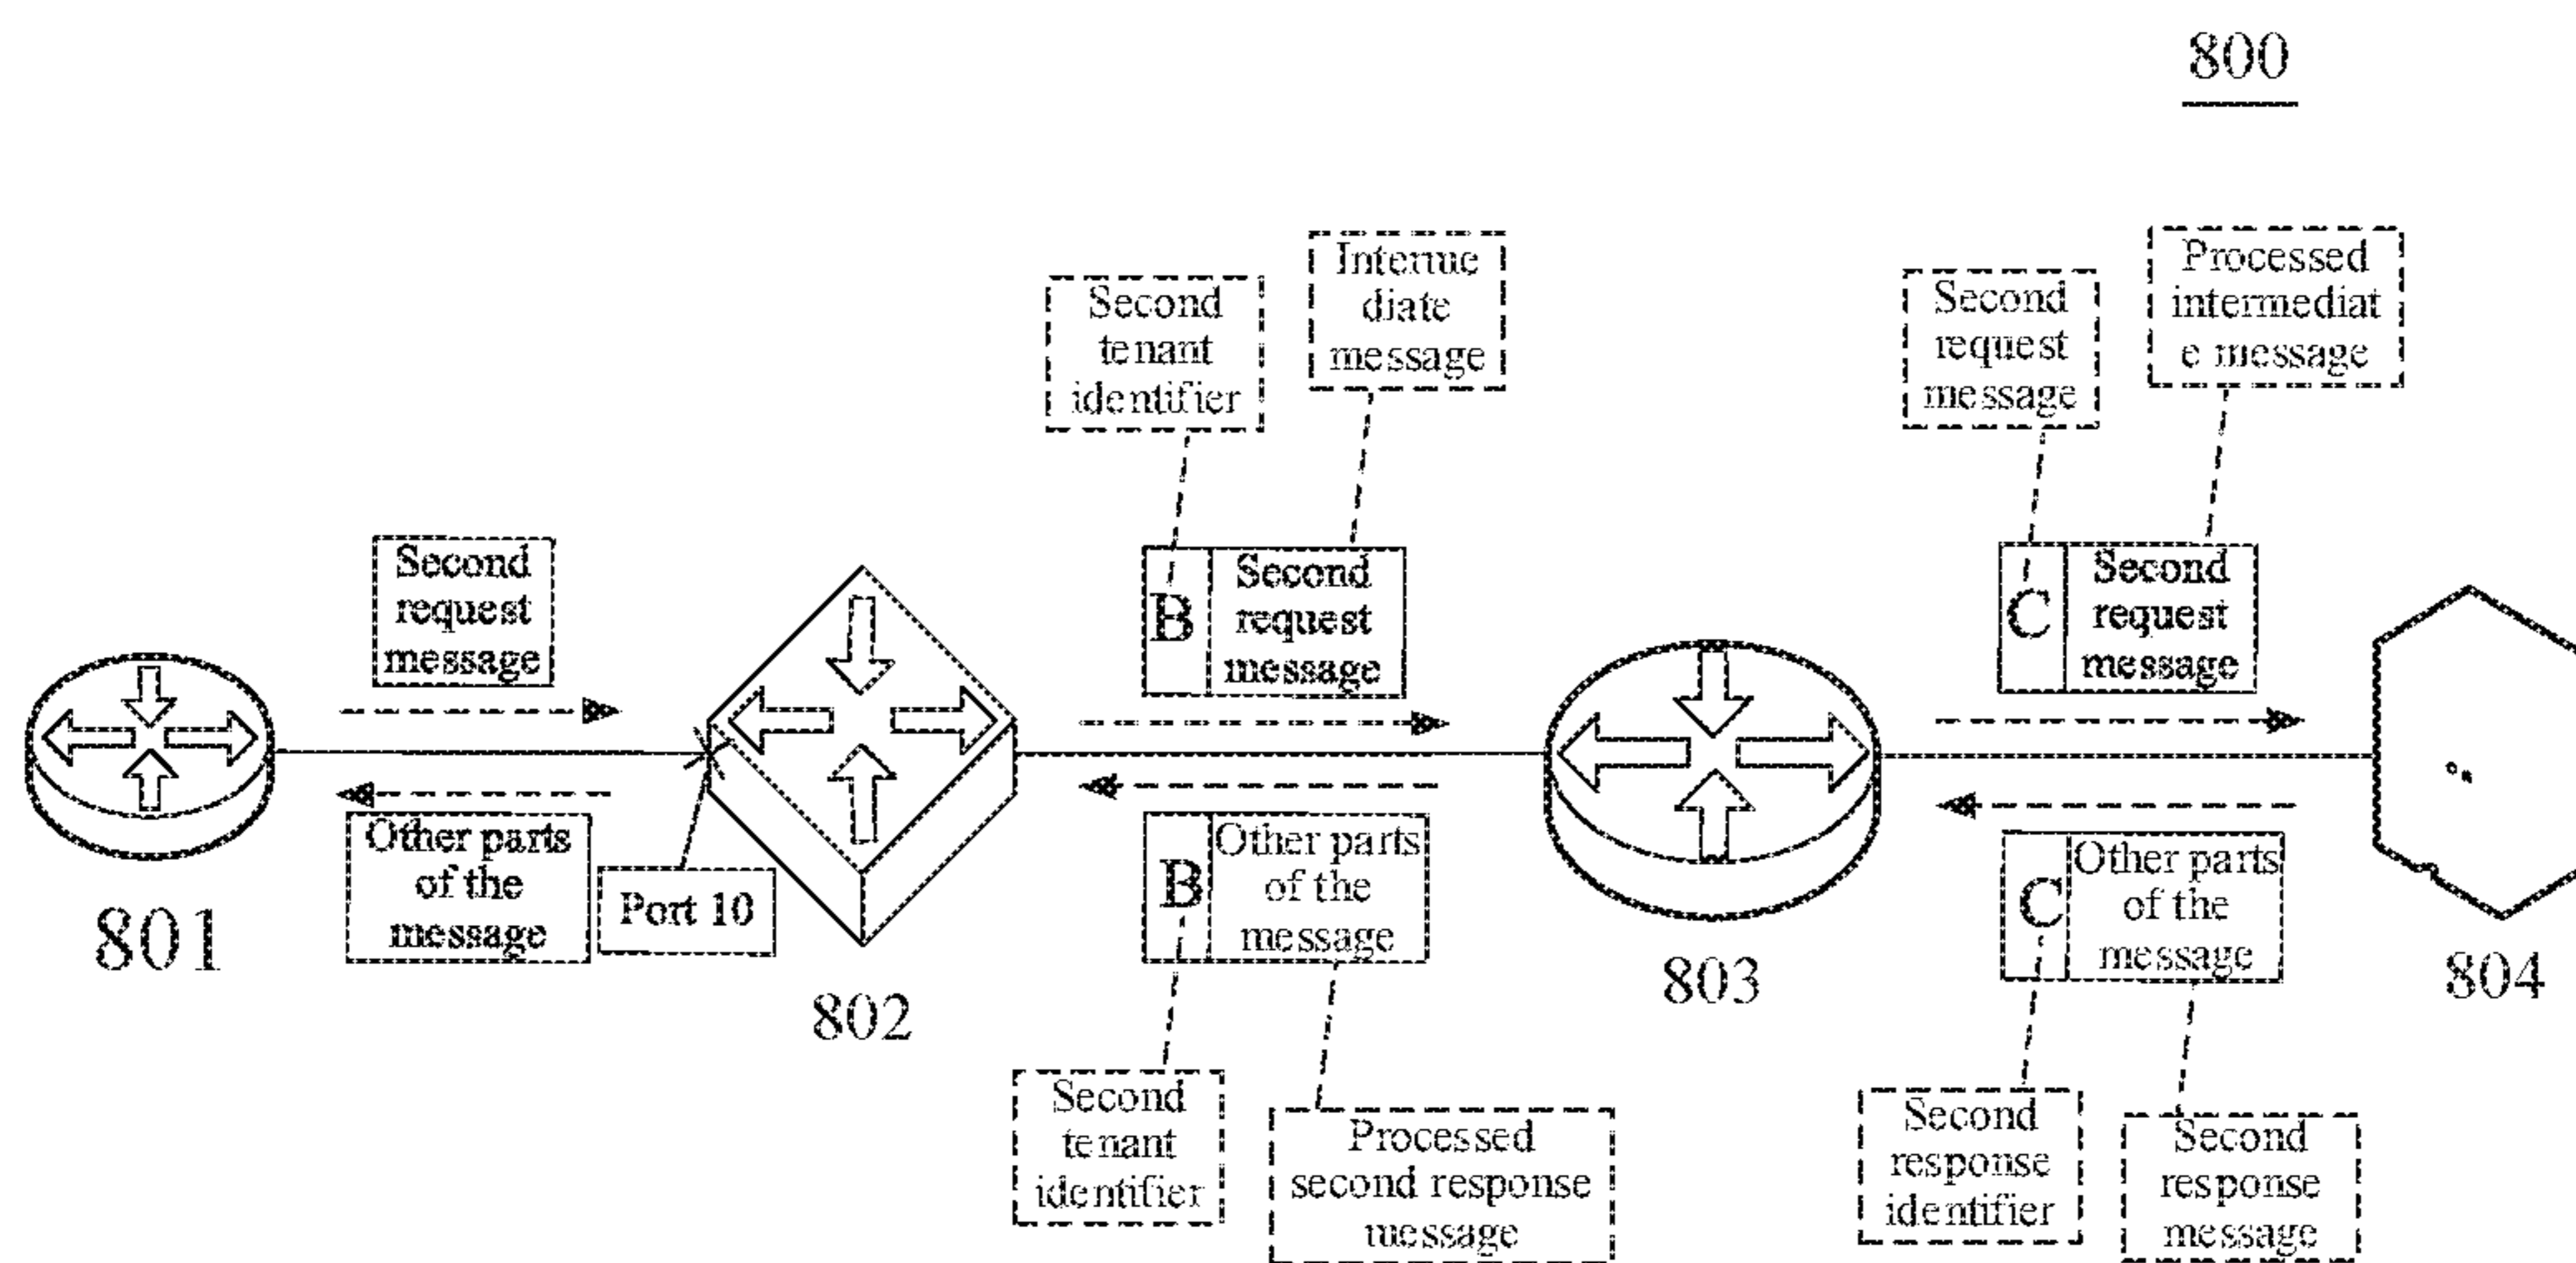 800
Second
tenant
identifier
Interme
diate
message
Second
request
message
Processed
intermediat
e message
Second
request
message
B
Second
request
message
C
Second
request
message
Other parts
of the
message
Port 10
B
Other parts
of the
message
C
Other parts
of the
message
801
802
803
804
Second
tenant
identifier
Processed
second response
message
Second
response
identifier
Second
response
message